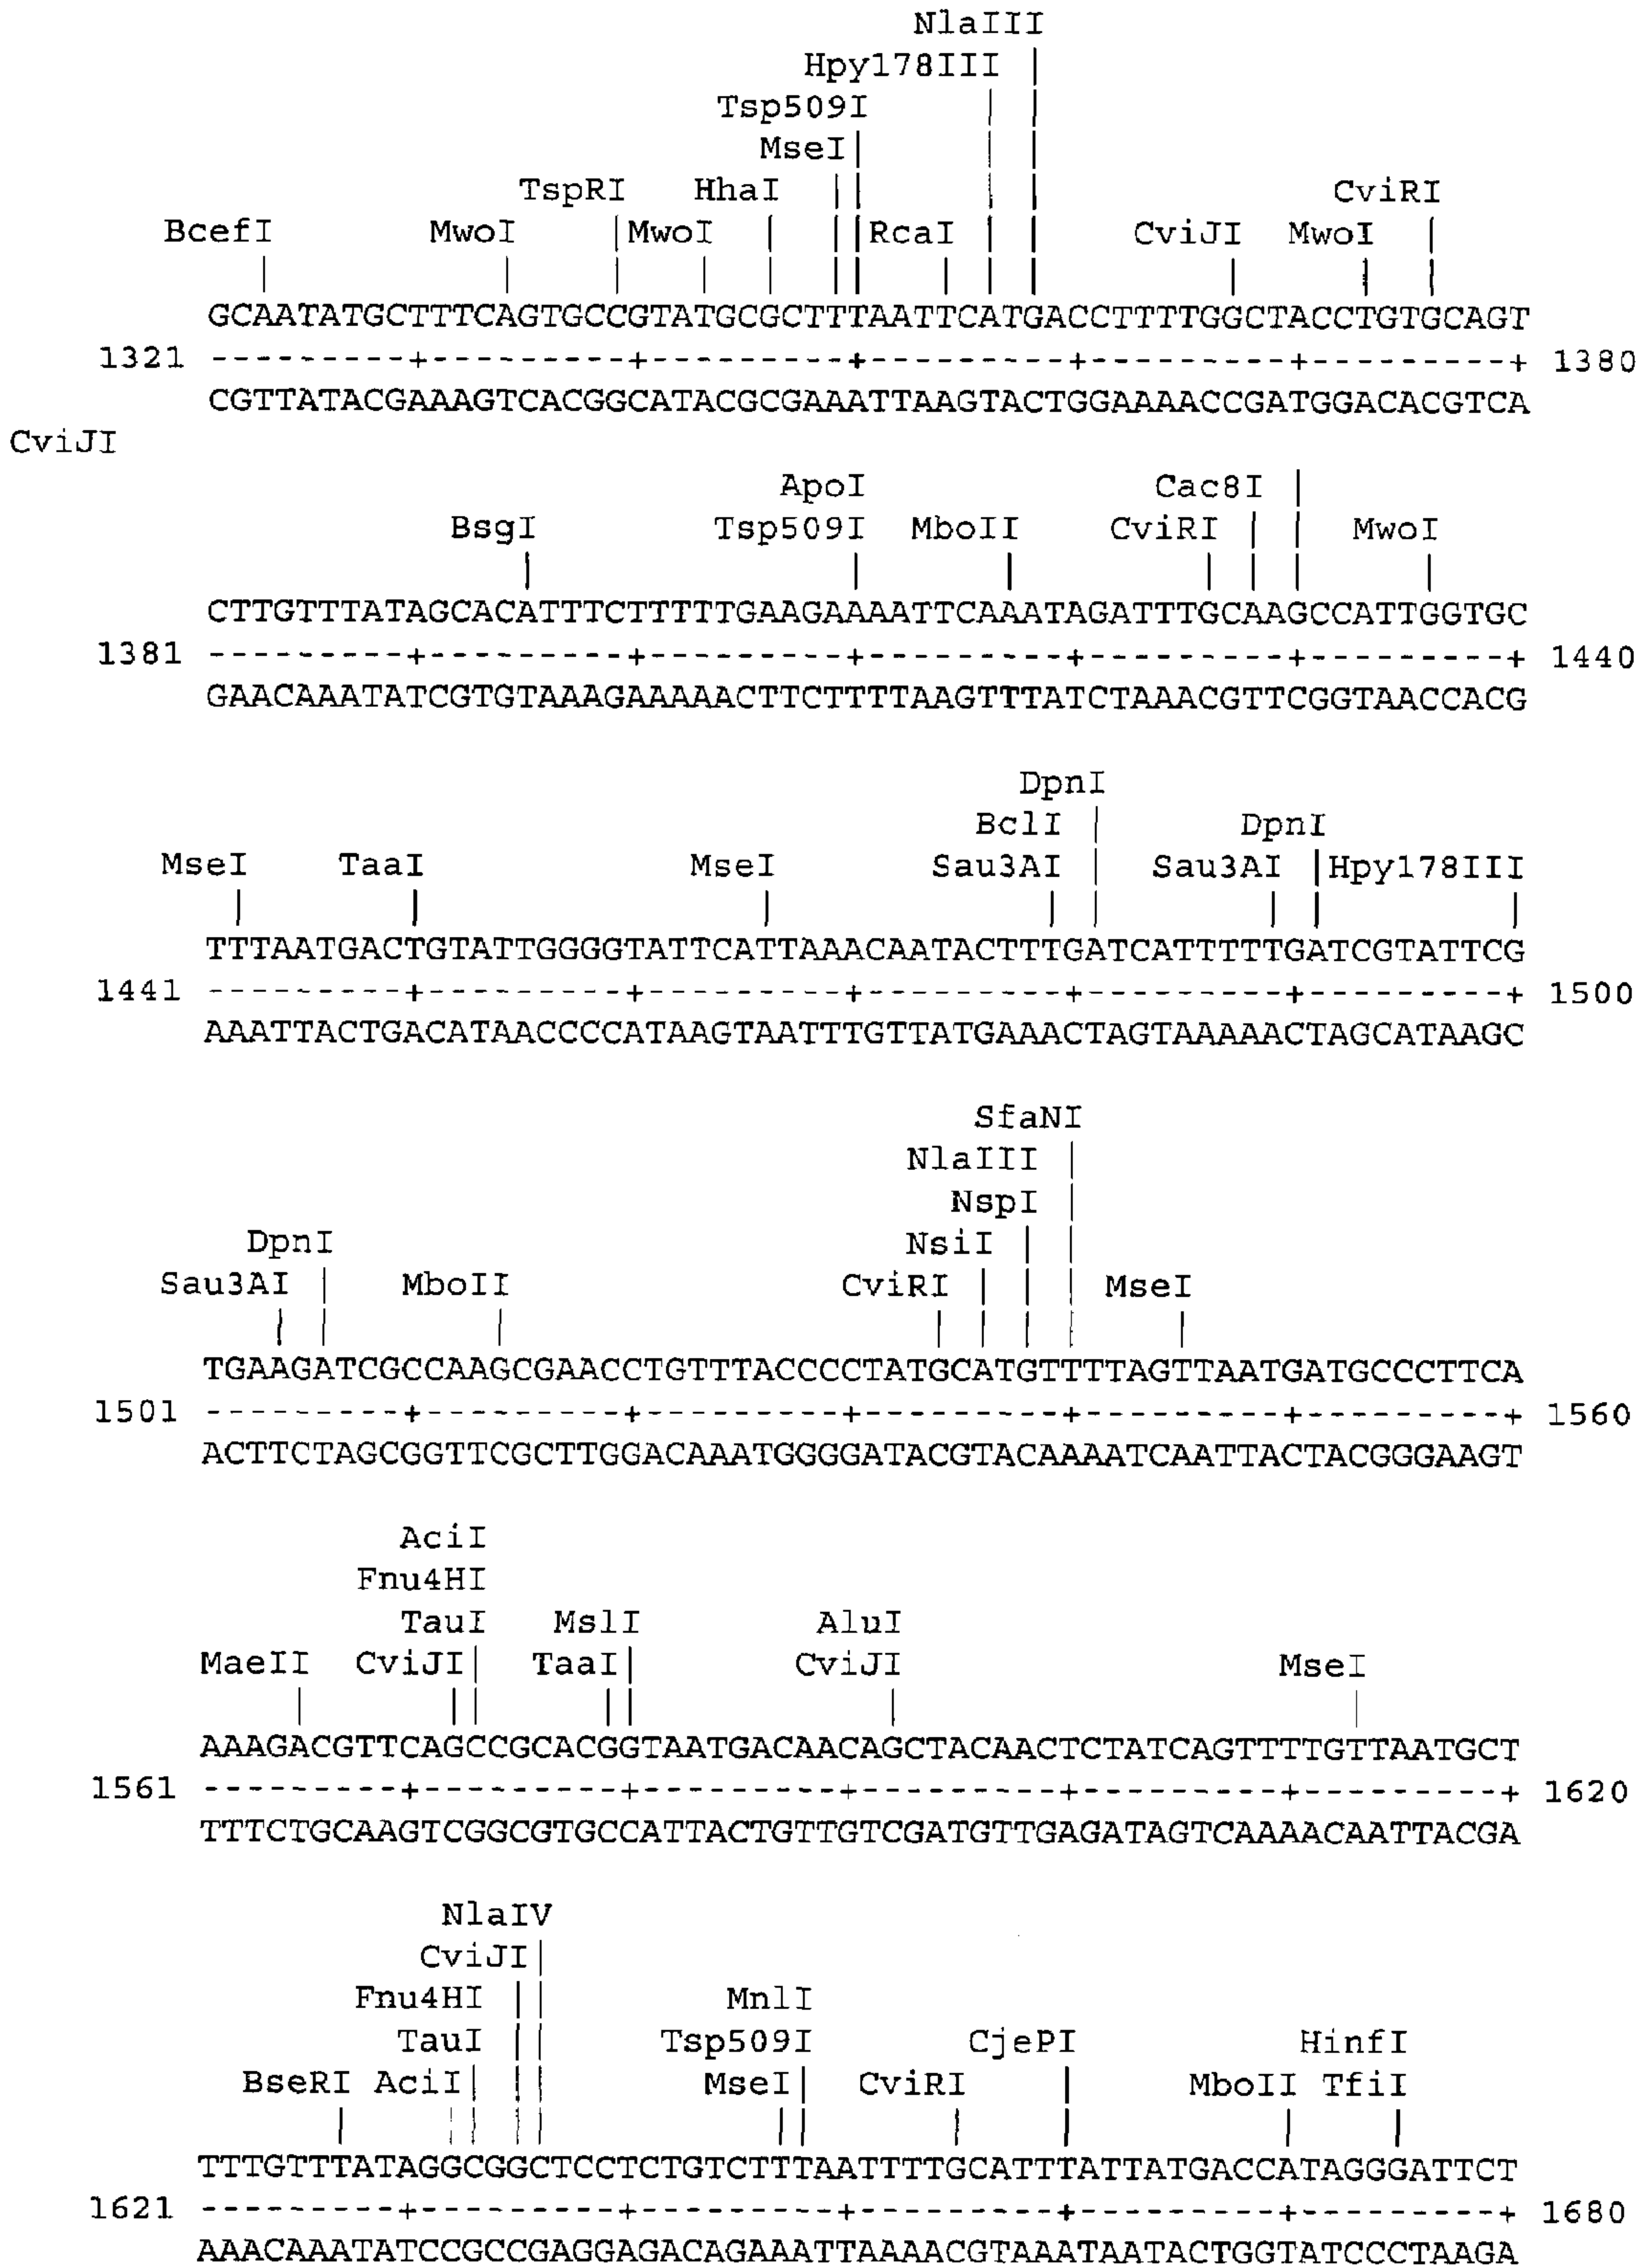 NlaIII
Hpy178III |
Tsp509I | |
MseI| | |
TspRI HhaI || | | CviRI
BcefI MwoI |MwoI | || RcaI | | CviJI MwoI |
| | | | | || | | | | | |
GCAATATGCTTTCAGTGCCGTATGCGCTTTAATTCATGACCTTTTGGCTACCTGTGCAGT
1321 ---------+---------+---------+---------+---------+---------+ 1380
CGTTATACGAAAGTCACGGCATACGCGAAATTAAGTACTGGAAAACCGATGGACACGTCA
CviJI
ApoI Cac8I |
BsgI Tsp509I MboII CviRI | | MwoI
| | | | | | |
CTTGTTTATAGCACATTTCTTTTTGAAGAAAATTCAAATAGATTTGCAAGCCATTGGTGC
1381 ---------+---------+---------+---------+---------+---------+ 1440
GAACAAATATCGTGTAAAGAAAAACTTCTTTTAAGTTTATCTAAACGTTCGGTAACCACG
DpnI
BclI | DpnI
MseI TaaI MseI Sau3AI | Sau3AI |Hpy178III
| | | | | | | |
TTTAATGACTGTATTGGGGTATTCATTAAACAATACTTTGATCATTTTTGATCGTATTCG
1441 ---------+---------+---------+---------+---------+---------+ 1500
AAATTACTGACATAACCCCATAAGTAATTTGTTATGAAACTAGTAAAAACTAGCATAAGC
SfaNI
NlaIII |
NspI |
DpnI NsiI | |
Sau3AI | MboII CviRI | | | MseI
| | | | | | | |
TGAAGATCGCCAAGCGAACCTGTTTACCCCTATGCATGTTTTTAGTTAATGATGCCCTTCA
1501 ---------+---------+---------+---------+---------+---------+ 1560
ACTTCTAGCGGTTCGCTTGGACAAATGGGGATACGTACAAAATCAATTACTACGGGAAGT
AciI
Fnu4HI
TauI MslI AluI
MaeII CviJI| TaaI| CviJI MseI
| || || | |
AAAGACGTTCAGCCGCACGGTAATGACAACAGCTACAACTCTATCAGTTTTGTTAATGCT
1561 ---------+---------+---------+---------+---------+---------+ 1620
TTTCTGCAAGTCGGCGTGCCATTACTGTTGTCGATGTTGAGATAGTCAAAACAATTACGA
NlaIV
CviJI|
Fnu4HI || MnlI
TauI || Tsp509I CjePI HinfI
BseRI AciI| || MseI| CviRI | MboII TfiI
| || || || | | | |
TTTGTTTATAGGCGGCTCCTCTGTCTTTAATTTTGCATTTATTATGACCATAGGGATTCT
1621 ---------+---------+---------+---------+---------+---------+ 1680
AAACAAATATCCGCCGAGGAGACAGAAATTAAAACGTAAATAATACTGGTATCCCTAAGA